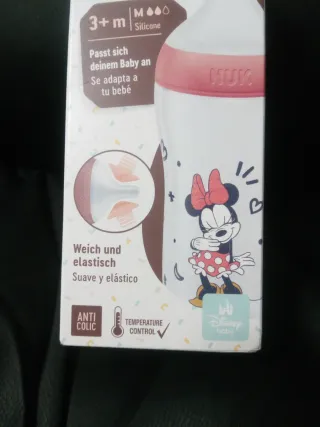 3+ m
M
Silicone
Passt sich
deinem Baby an
Se adapta a
tu bebé
NUK
Weich und
elastisch
Suave y elástico
ANTI
COLIC
TEMPERATURE
CONTROL
Disney